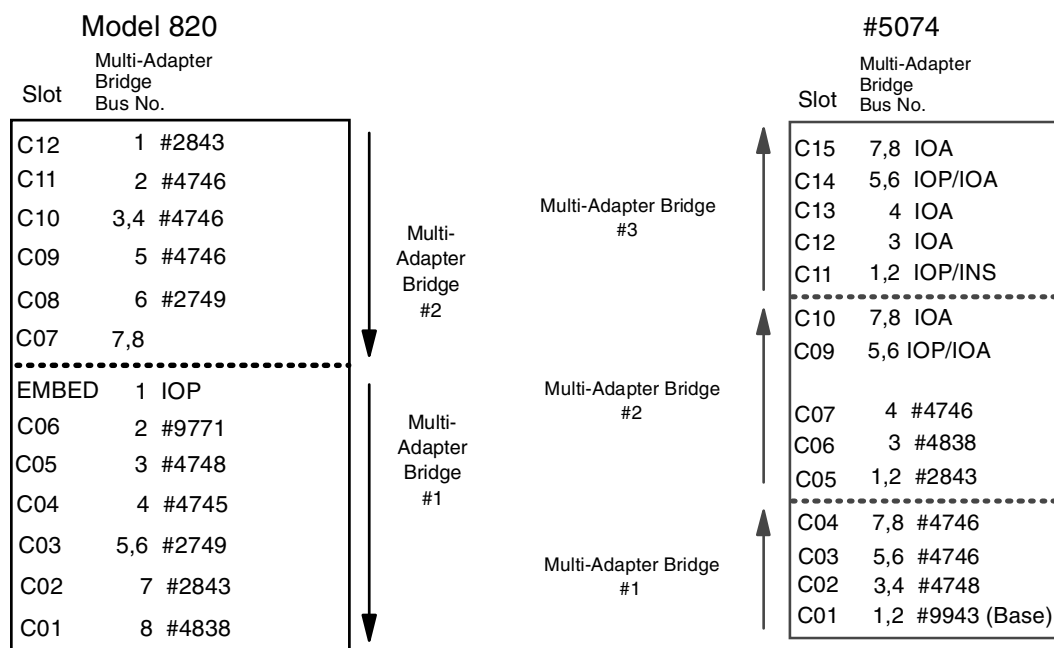 Model 820
Multi-Adapter
Bridge
Slot Bus No.
C12 1 #2843
C11 2 #4746
C10 3,4 #4746
C09 5 #4746
C08 6 #2749
C07 7,8
EMBED 1 IOP
C06 2 #9771
C05 3 #4748
C04 4 #4745
C03 5,6 #2749
C02 7 #2843
C01 8 #4838
Multi-
Adapter
Bridge
#2
Multi-
Adapter
Bridge
#1
#5074
Multi-Adapter
Bridge
Slot Bus No.
Multi-Adapter Bridge
#3
C15 7,8 IOA
C14 5,6 IOP/IOA
C13 4 IOA
C12 3 IOA
C11 1,2 IOP/INS
Multi-Adapter Bridge
#2
C10 7,8 IOA
C09 5,6 IOP/IOA
C07 4 #4746
C06 3 #4838
C05 1,2 #2843
Multi-Adapter Bridge
#1
C04 7,8 #4746
C03 5,6 #4746
C02 3,4 #4748
C01 1,2 #9943 (Base)